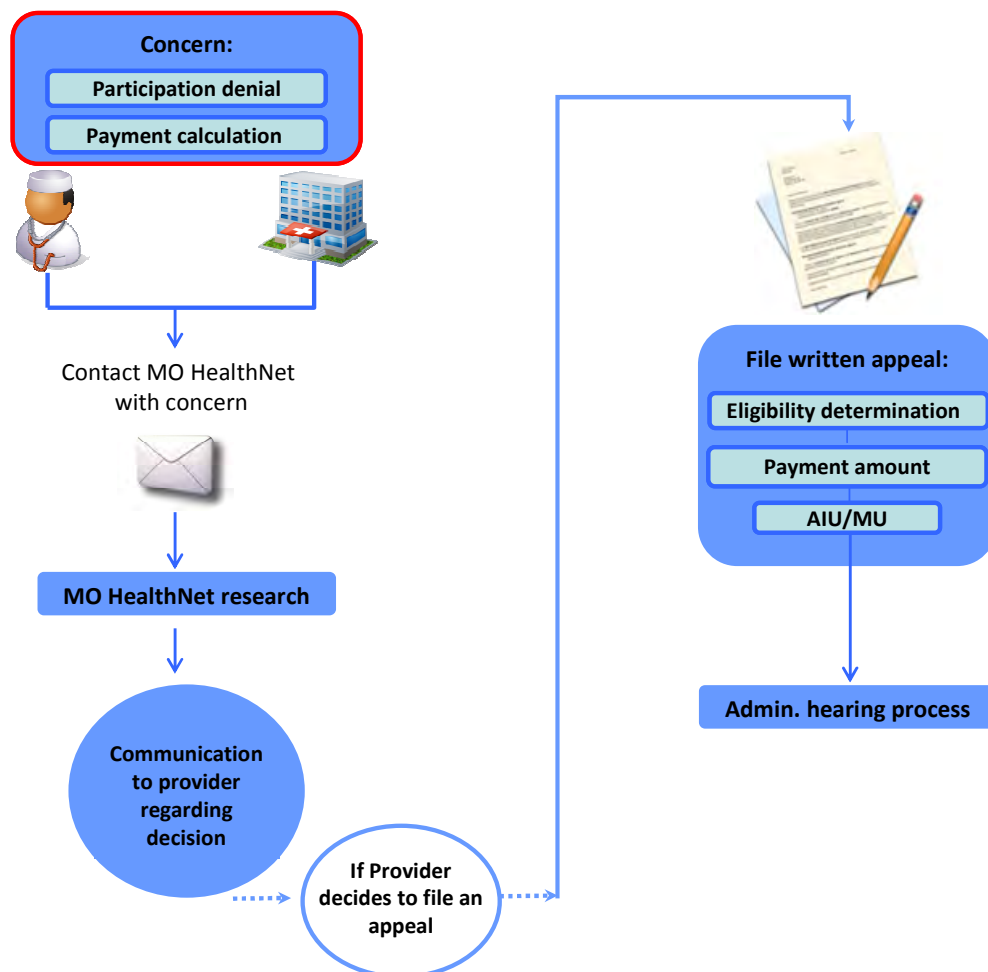 Concern:
Participation denial
Payment calculation
Contact MO HealthNet
with concern
MO HealthNet research
Communication
to provider
regarding
decision
If Provider
decides to file an
appeal
File written appeal:
Eligibility determination
Payment amount
AIU/MU
Admin. hearing process